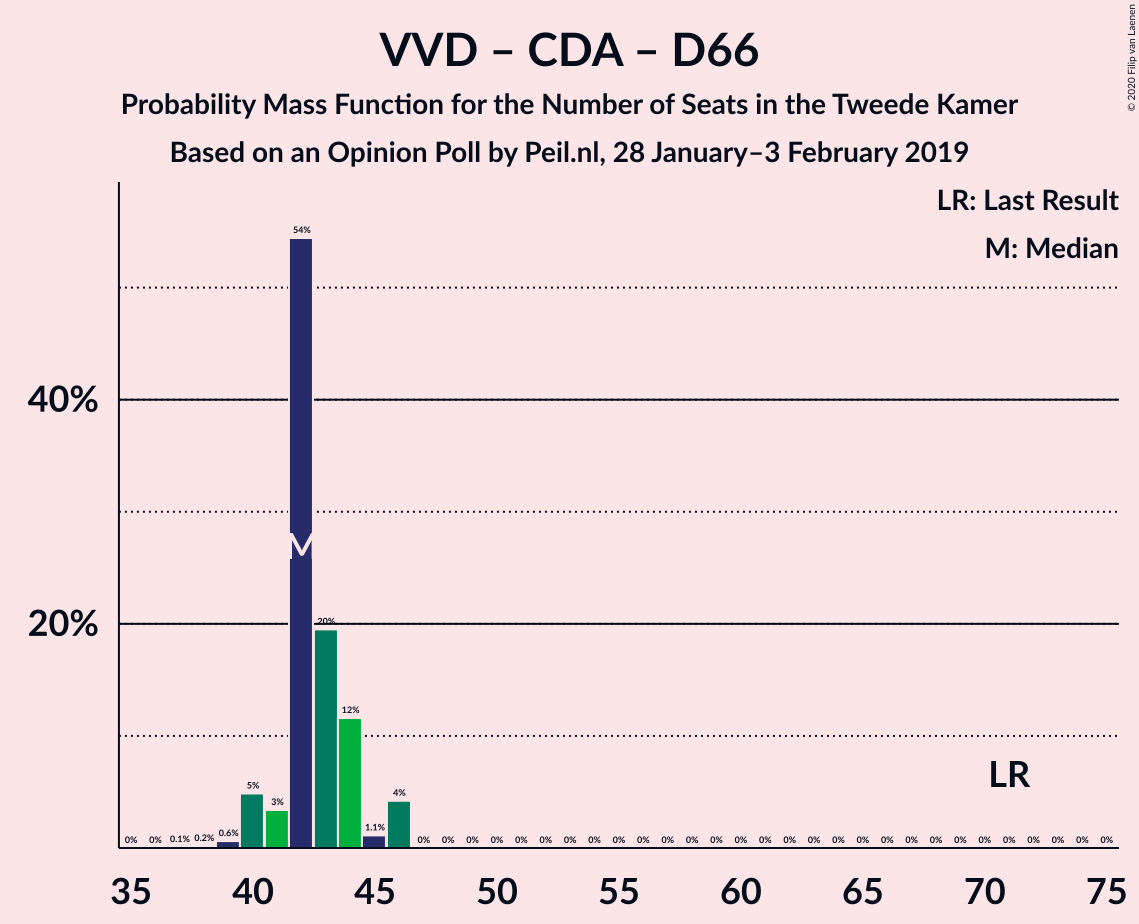 VVD – CDA – D66
Probability Mass Function for the Number of Seats in the Tweede Kamer
Based on an Opinion Poll by Peil.nl, 28 January–3 February 2019
© 2020 Filip van Laenen
LR: Last Result
M: Median
54%
40%
M
20%
20%
12%
LR
5%
3%
4%
0% 0% 0.1% 0.2% 0.6% 1.1% 0% 0% 0% 0% 0% 0% 0% 0% 0% 0% 0% 0% 0% 0% 0% 0% 0% 0% 0% 0% 0% 0% 0% 0% 0% 0% 0% 0% 0%
35 40 45 50 55 60 65 70 75